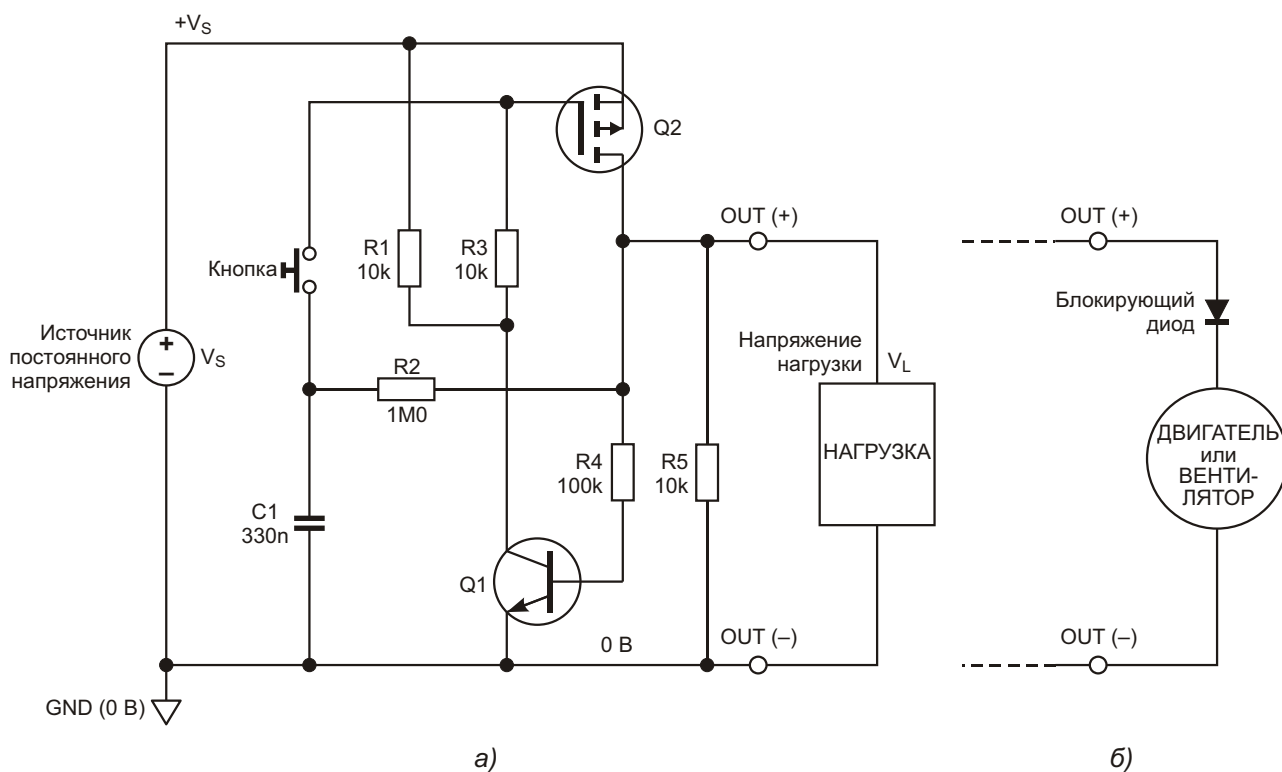 +VS
Q2
OUT (+)
OUT (+)
R1
10k
R3
10k
Кнопка
Блокирующий
диод
Источник
постоянного
напряжения
VS
Напряжение
нагрузки
VL
R2
1M0
НАГРУЗКА
ДВИГАТЕЛЬ
или
ВЕНТИ-
ЛЯТОР
R4
100k
R5
10k
C1
330n
Q1
0 В
OUT (–)
OUT (–)
GND (0 В)
а)
б)